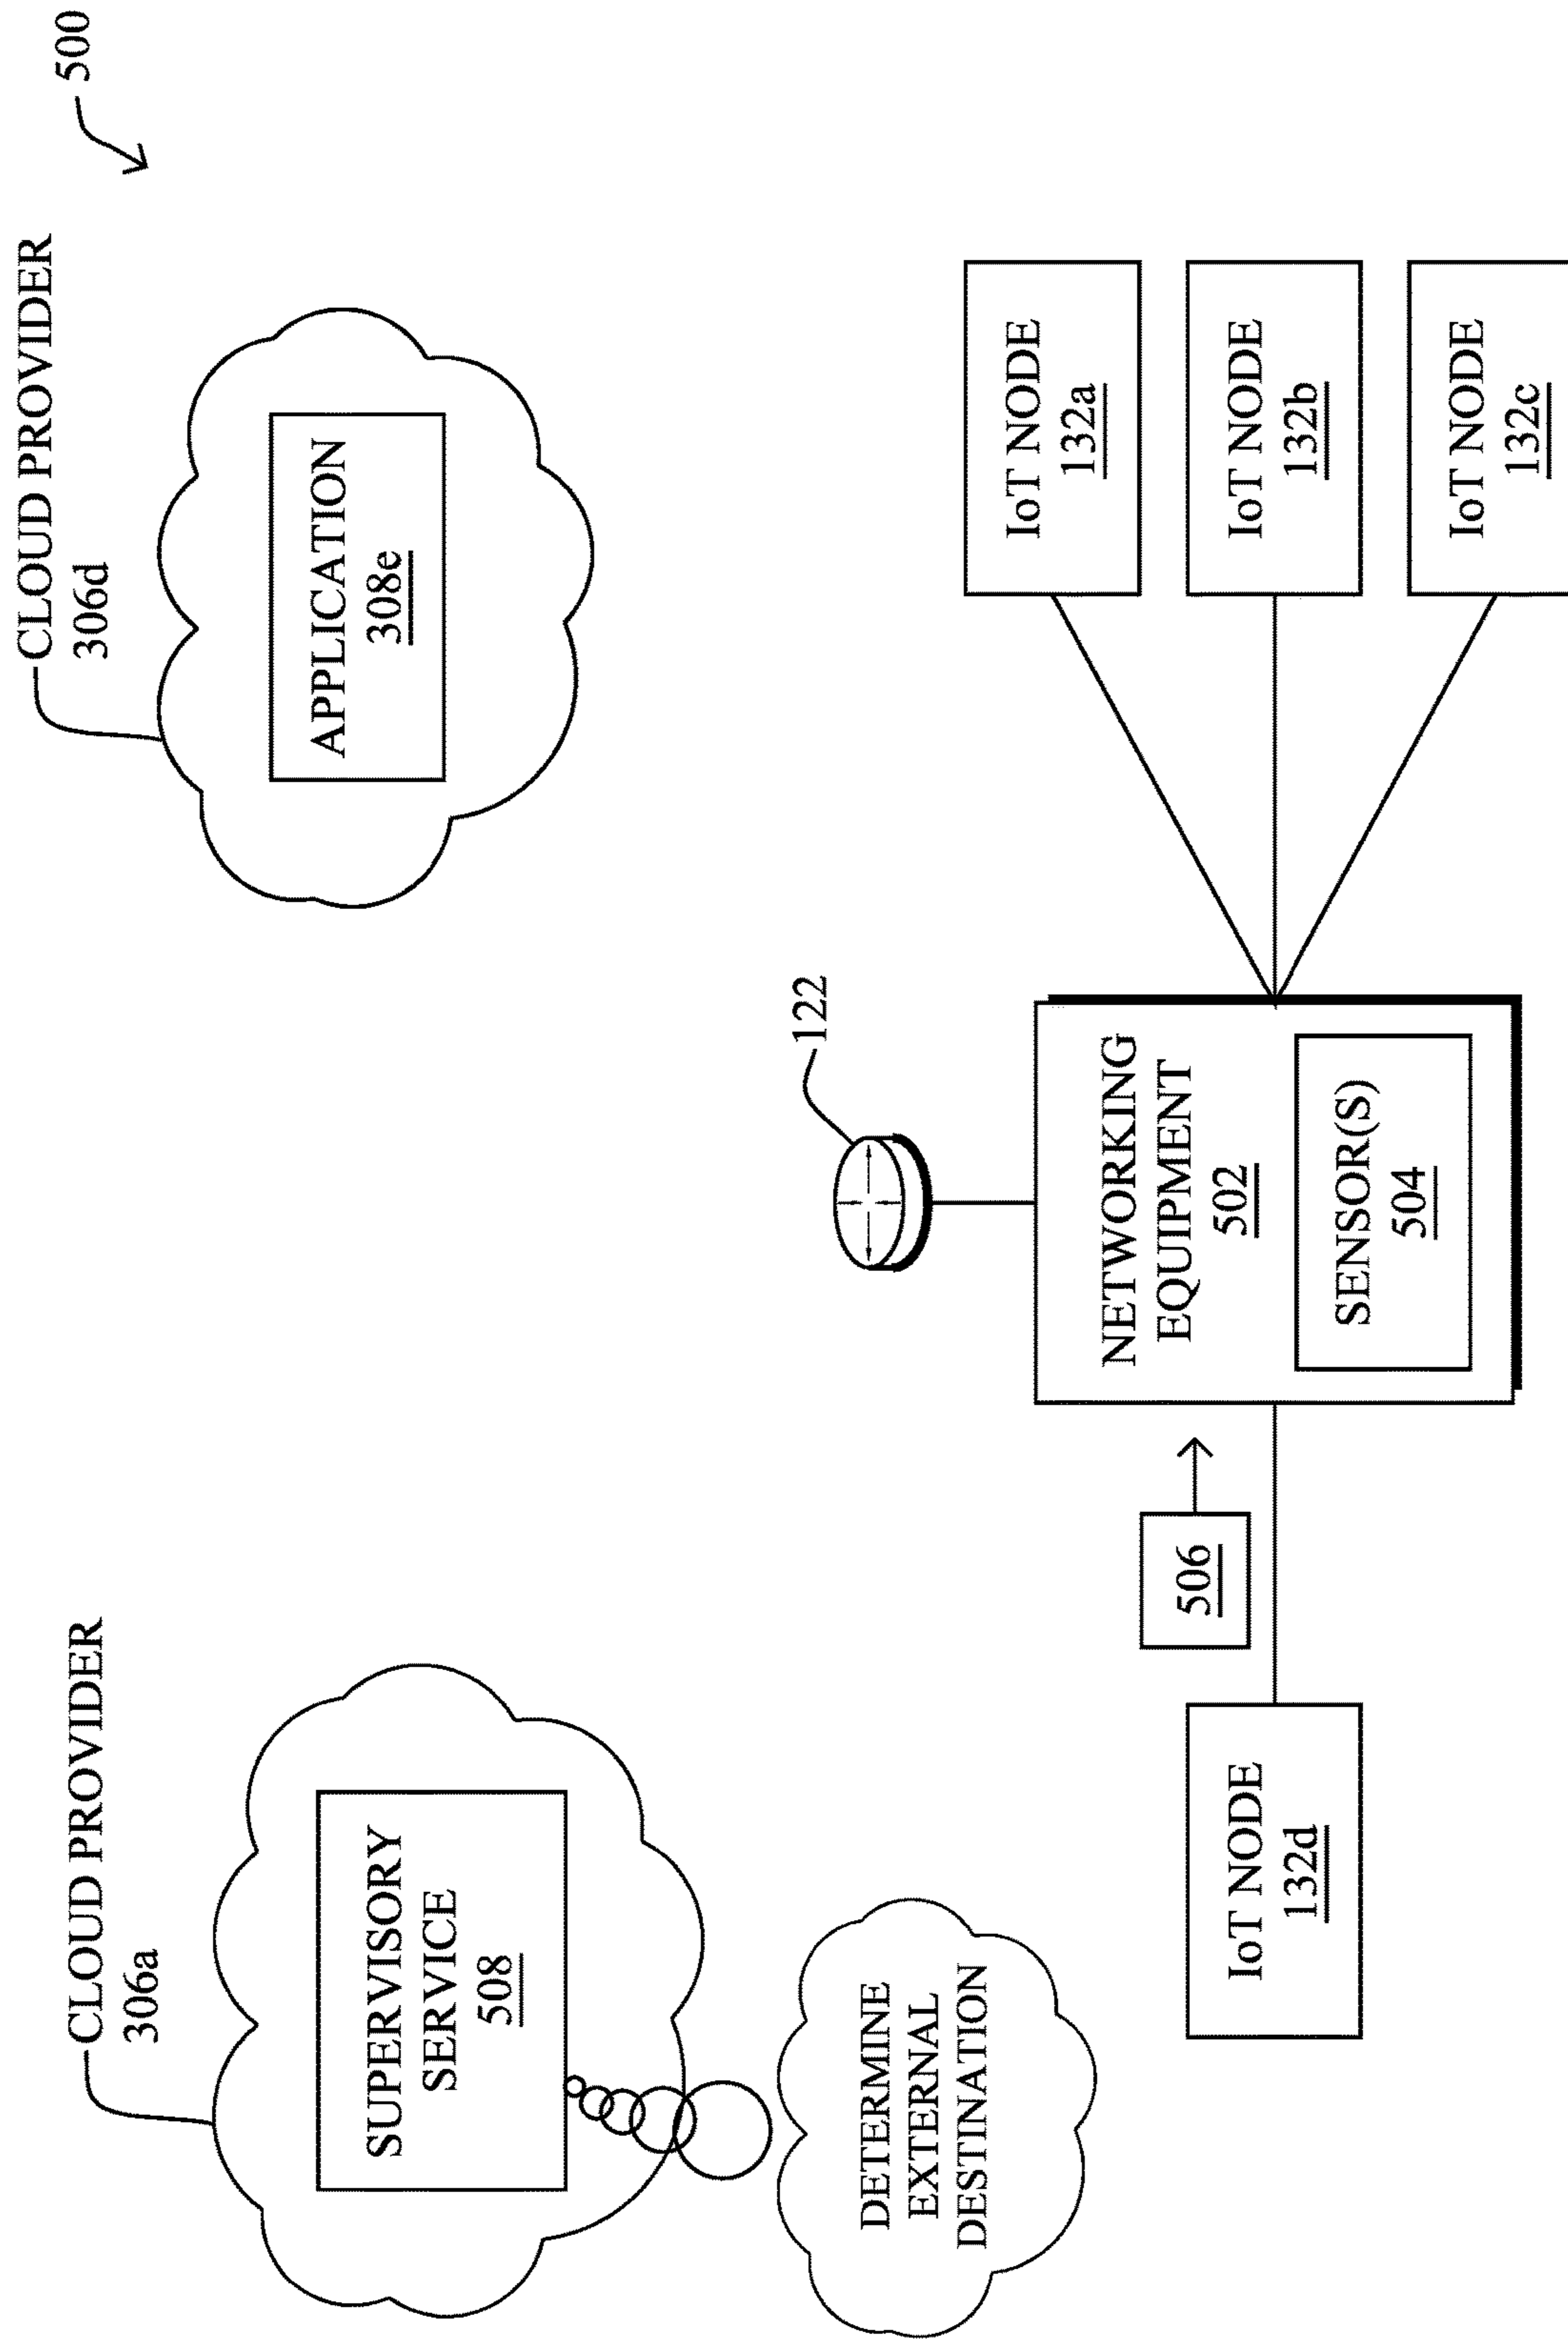 500
CLOUD PROVIDER
306a
SUPERVISORY
SERVICE
508
DETERMINE
EXTERNAL
DESTINATION
CLOUD PROVIDER
306d
APPLICATION
308e
122
NETWORKING
EQUIPMENT
502
SENSOR(S)
504
506
IoT NODE
132d
IoT NODE
132a
IoT NODE
132b
IoT NODE
132c